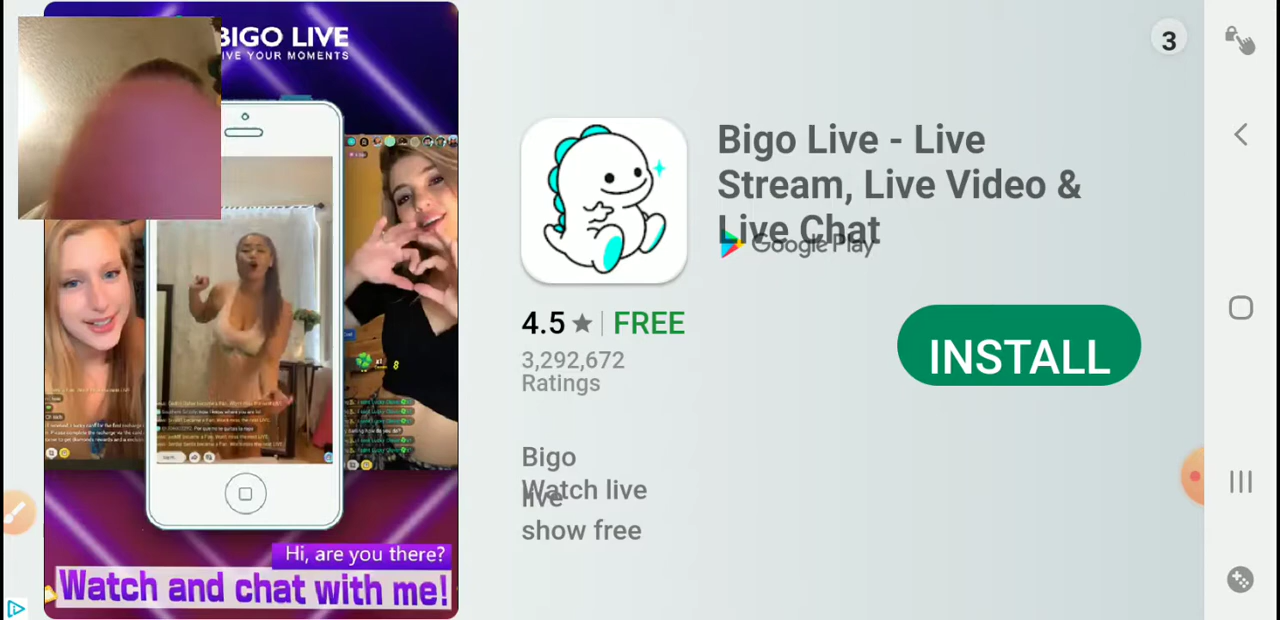 BIGO LIVE
IVE YOUR MOMENTS
3
Bigo Live - Live
Stream, Live Video &
Live Chat
Google Play
4.5 ★ | FREE
3,292,672
Ratings
INSTALL
Bigo
live
Watch live
show free
Hi, are you there?
Watch and chat with me!